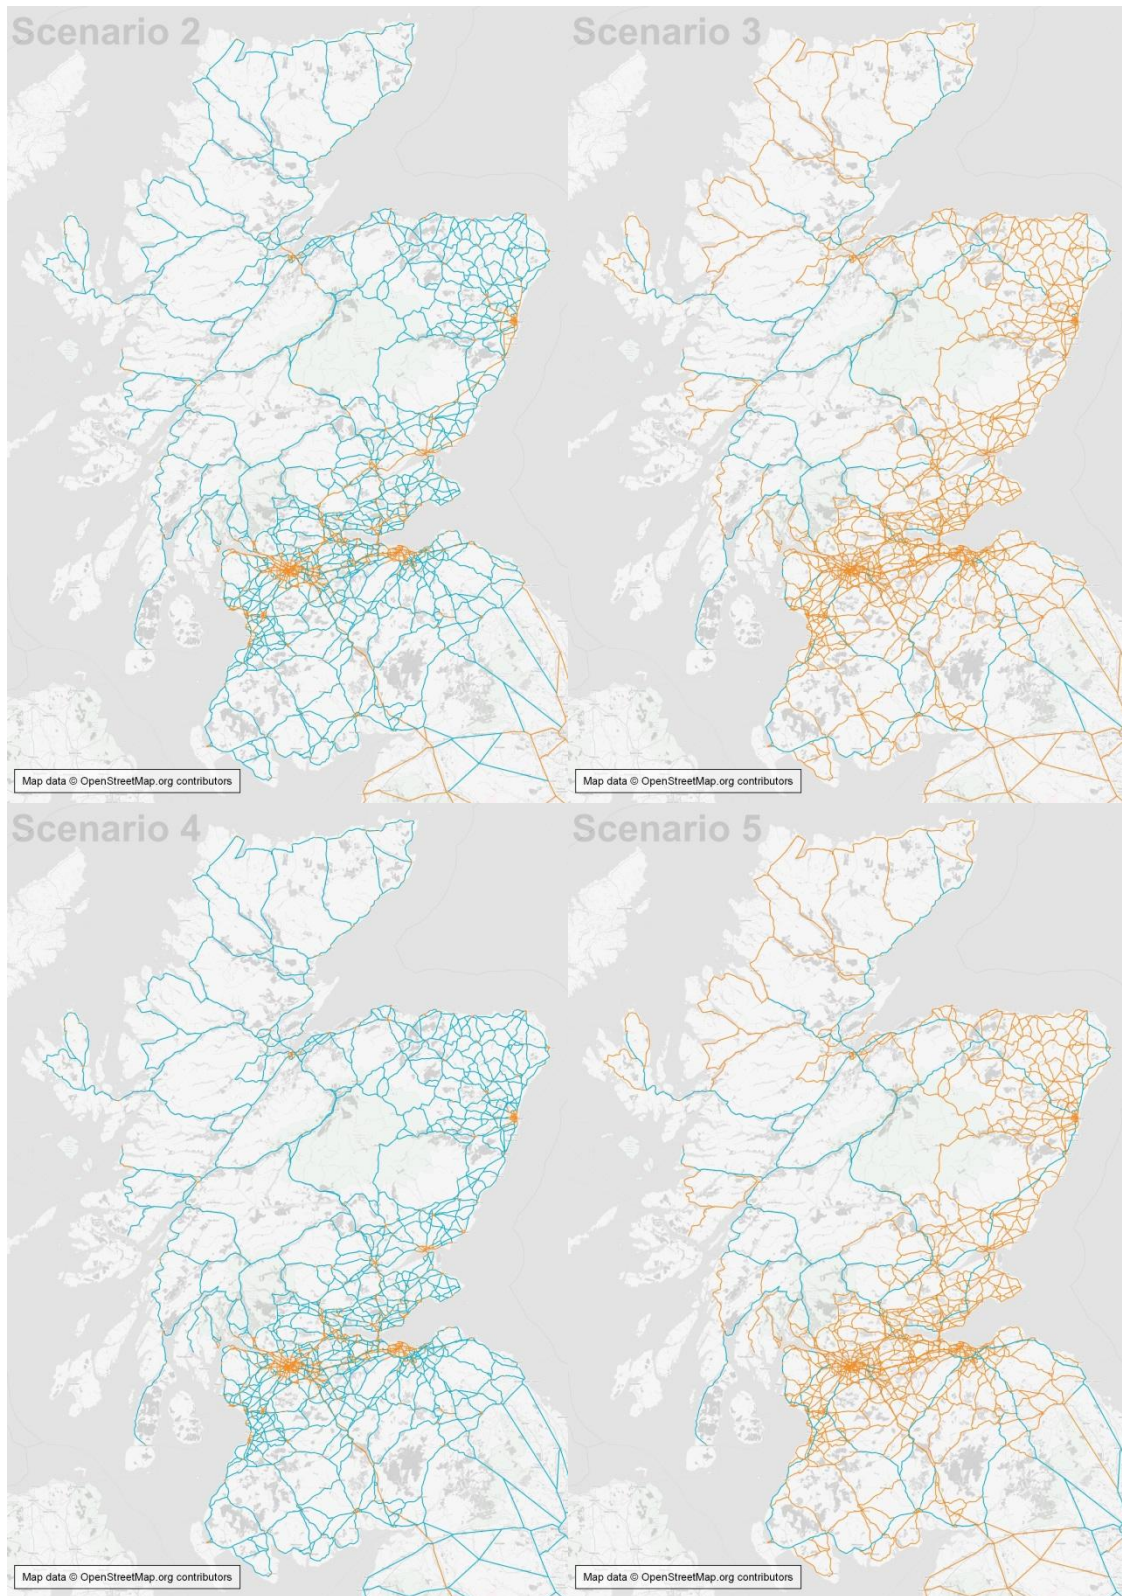 Scenario 2
Scenario 3
Map data © OpenStreetMap.org contributors
Map data © OpenStreetMap.org contributors
Scenario 4
Scenario 5
Map data © OpenStreetMap.org contributors
Map data © OpenStreetMap.org contributors